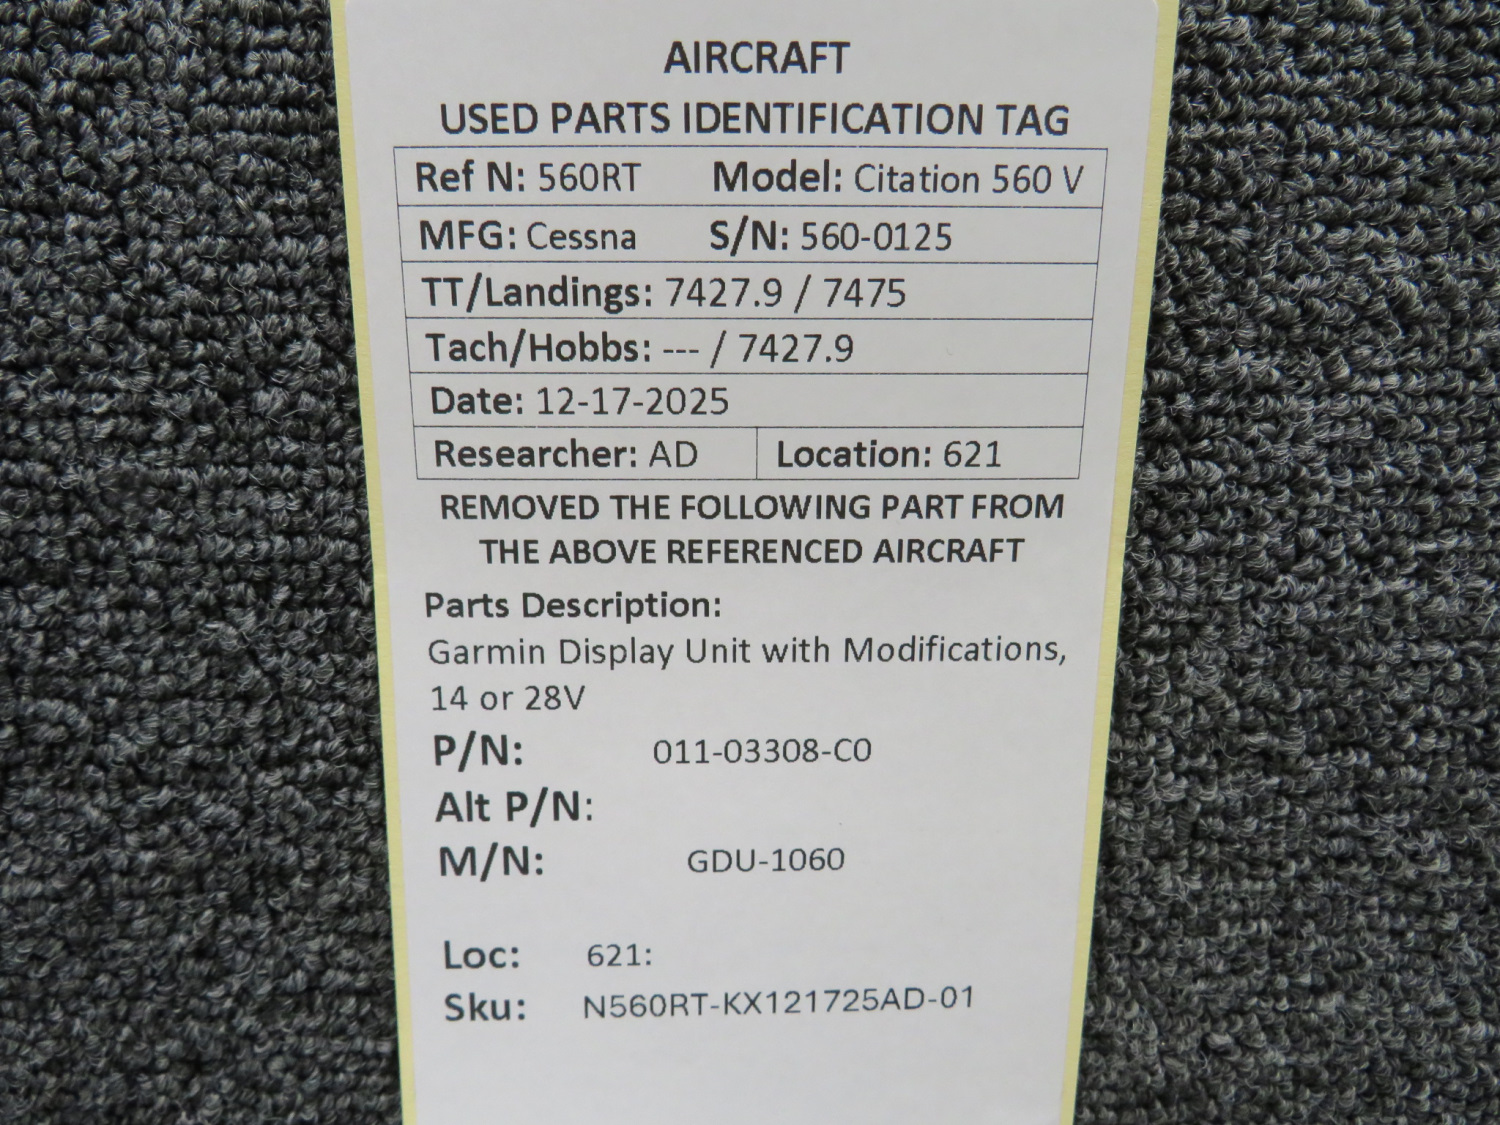 AIRCRAFT
USED PARTS IDENTIFICATION TAG
Ref N: 560RT Model: Citation 560 V
MFG: Cessna S/N: 560-0125
TT/Landings: 7427.9 / 7475
Tach/Hobbs: --- / 7427.9
Date: 12-17-2025
Researcher: AD Location: 621
REMOVED THE FOLLOWING PART FROM
THE ABOVE REFERENCED AIRCRAFT
Parts Description:
Garmin Display Unit with Modifications,
14 or 28V
P/N: 011-03308-C0
Alt P/N:
M/N: GDU-1060
Loc: 621:
Sku: N560RT-KX121725AD-01